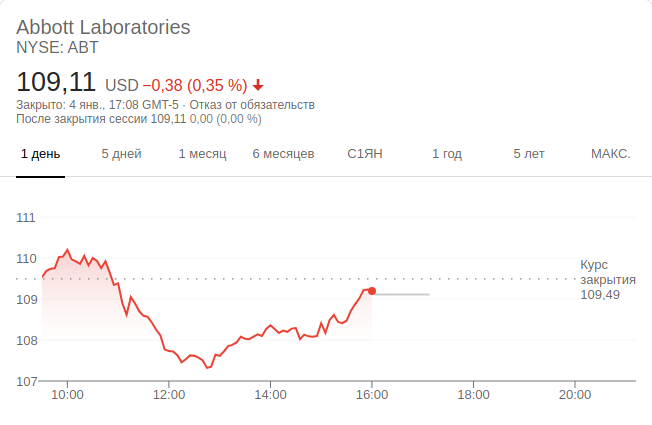 Abbott Laboratories
NYSE: ABT
109,11 USD −0,38 (0,35 %)
Закрыто: 4 янв., 17:08 GMT-5 · Отказ от обязательств
После закрытия сессии 109,11 0,00 (0,00 %)
1 день 5 дней 1 месяц 6 месяцев С1ЯН 1 год 5 лет МАКС.
111
110
109
108
107
Курс
закрытия
109,49
10:00 12:00 14:00 16:00 18:00 20:00